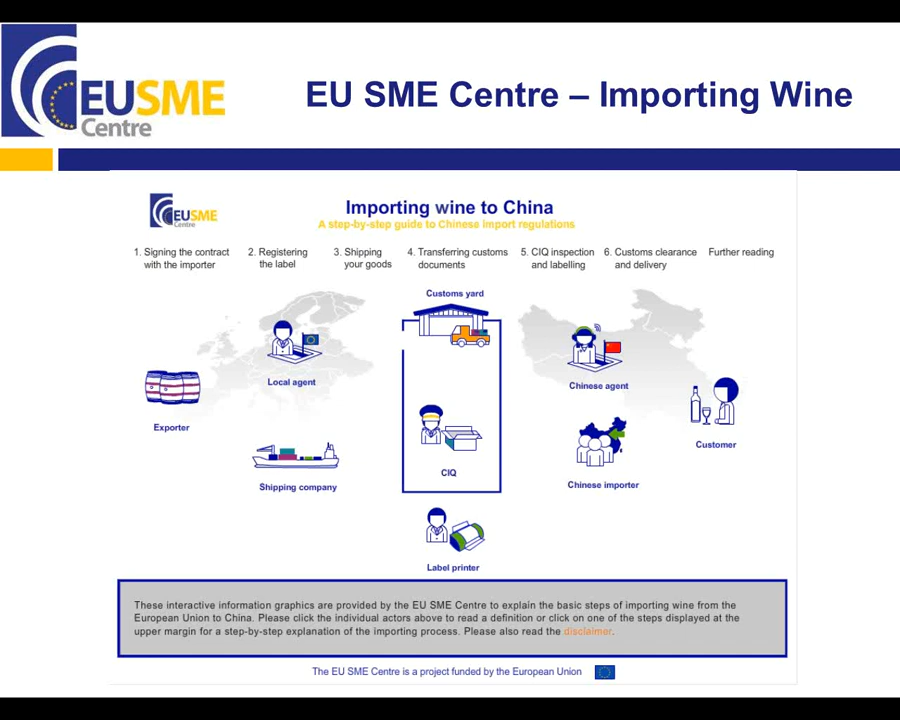 EUSME
Centre
EU SME Centre – Importing Wine
EUSME
Centre
Importing wine to China
A step-by-step guide to Chinese import regulations
1. Signing the contract
with the importer
2. Registering
the label
3. Shipping
your goods
4. Transferring customs
documents
5. CIQ inspection
and labelling
6. Customs clearance
and delivery
Further reading
Customs yard
Local agent
Chinese agent
Exporter
Customer
CIQ
Shipping company
Chinese importer
Label printer
These interactive information graphics are provided by the EU SME Centre to explain the basic steps of importing wine from the
European Union to China. Please click the individual actors above to read a definition or click on one of the steps displayed at the
upper margin for a step-by-step explanation of the importing process. Please also read the disclaimer.
The EU SME Centre is a project funded by the European Union